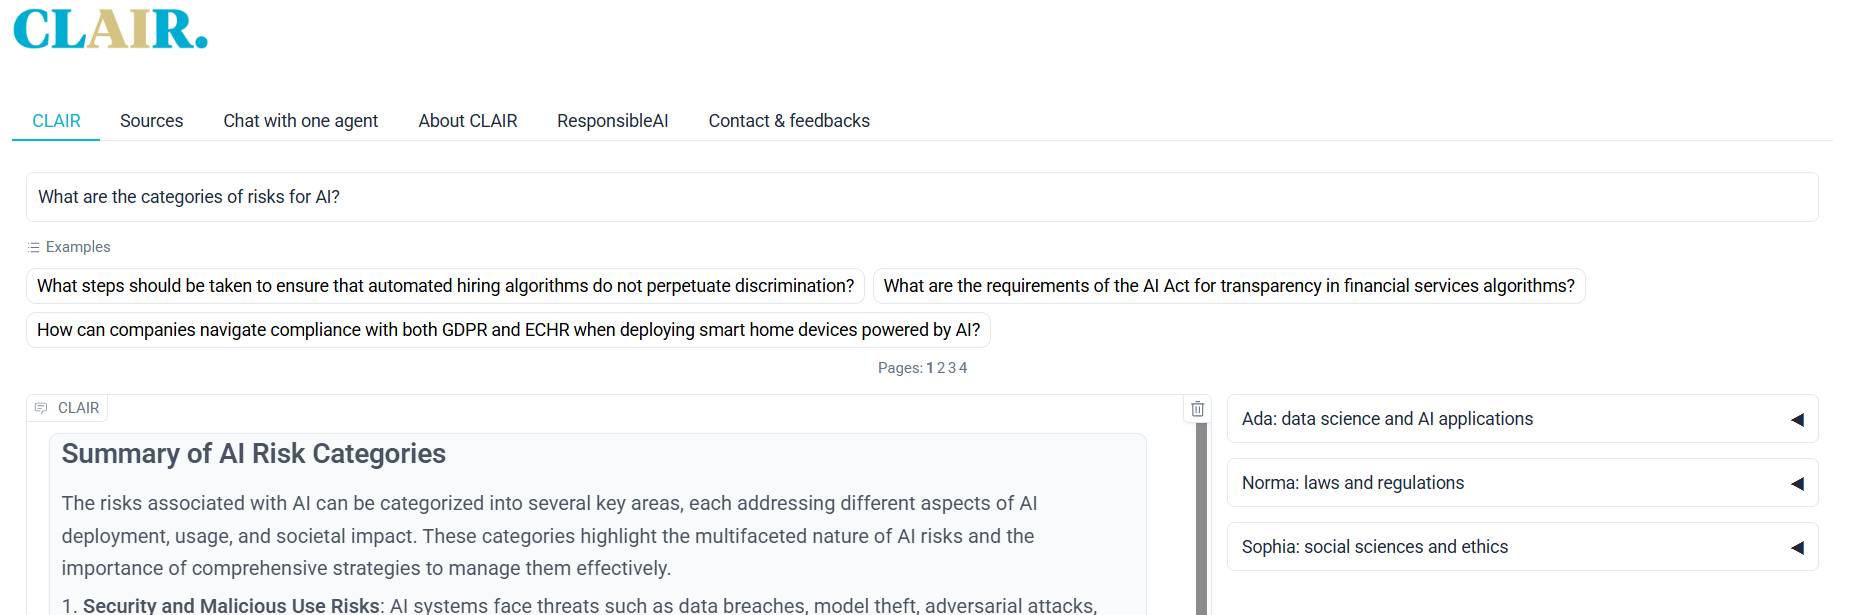 CLAIR.
CLAIR Sources Chat with one agent About CLAIR ResponsibleAI Contact & feedbacks
What are the categories of risks for AI?
Examples
What steps should be taken to ensure that automated hiring algorithms do not perpetuate discrimination? What are the requirements of the AI Act for transparency in financial services algorithms?
How can companies navigate compliance with both GDPR and ECHR when deploying smart home devices powered by AI?
Pages: 1 2 3 4
CLAIR
Summary of AI Risk Categories
The risks associated with AI can be categorized into several key areas, each addressing different aspects of AI
deployment, usage, and societal impact. These categories highlight the multifaceted nature of AI risks and the
importance of comprehensive strategies to manage them effectively.
1. Security and Malicious Use Risks: AI systems face threats such as data breaches, model theft, adversarial attacks,
Ada: data science and AI applications
Norma: laws and regulations
Sophia: social sciences and ethics